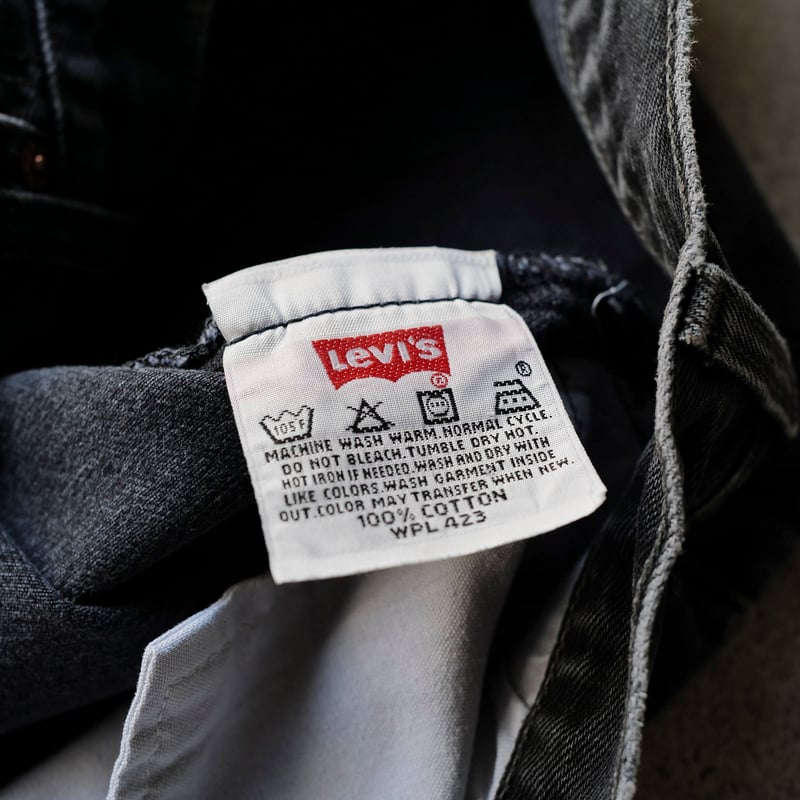 Levi's
®
®
105°F
MACHINE WASH WARM.NORMAL CYCLE.
DO NOT BLEACH.TUMBLE DRY HOT.
HOT IRON IF NEEDED.WASH AND DRY WITH
LIKE COLORS.WASH GARMENT INSIDE
OUT.COLOR MAY TRANSFER WHEN NEW.
100% COTTON
WPL 423